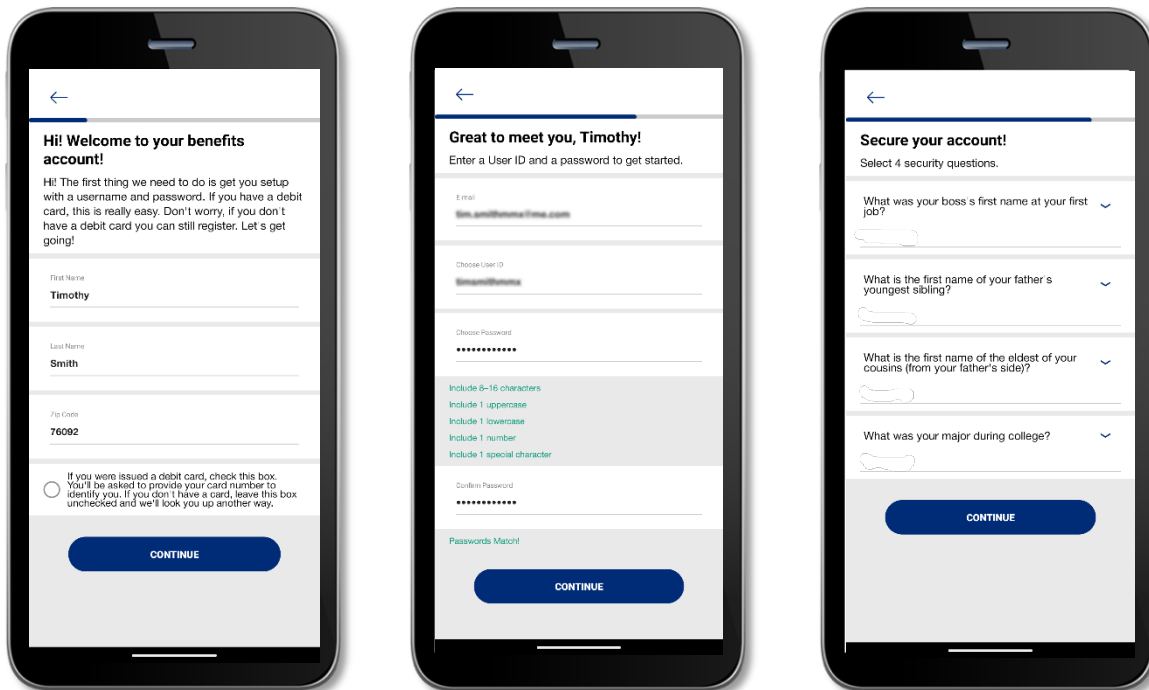 Hi! Welcome to your benefits
account!
Hi! The first thing we need to do is get you setup
with a username and password. If you have a debit
card, this is really easy. Don't worry, if you don't
have a debit card you can still register. Let's get
going!
First Name
Timothy
Last Name
Smith
Zip Code
76092
If you were issued a debit card, check this box.
You'll be asked to provide your card number to
identify you. If you don't have a card, leave this box
unchecked and we'll look you up another way.
CONTINUE
Great to meet you, Timothy!
Enter a User ID and a password to get started.
Email
Choose User ID
Choose Password
••••••••••••
Include 8–16 characters
Include 1 uppercase
Include 1 lowercase
Include 1 number
Include 1 special character
Confirm Password
••••••••••••
Passwords Match!
CONTINUE
Secure your account!
Select 4 security questions.
What was your boss's first name at your first
job?
What is the first name of your father's
youngest sibling?
What is the first name of the eldest of your
cousins (from your father's side)?
What was your major during college?
CONTINUE